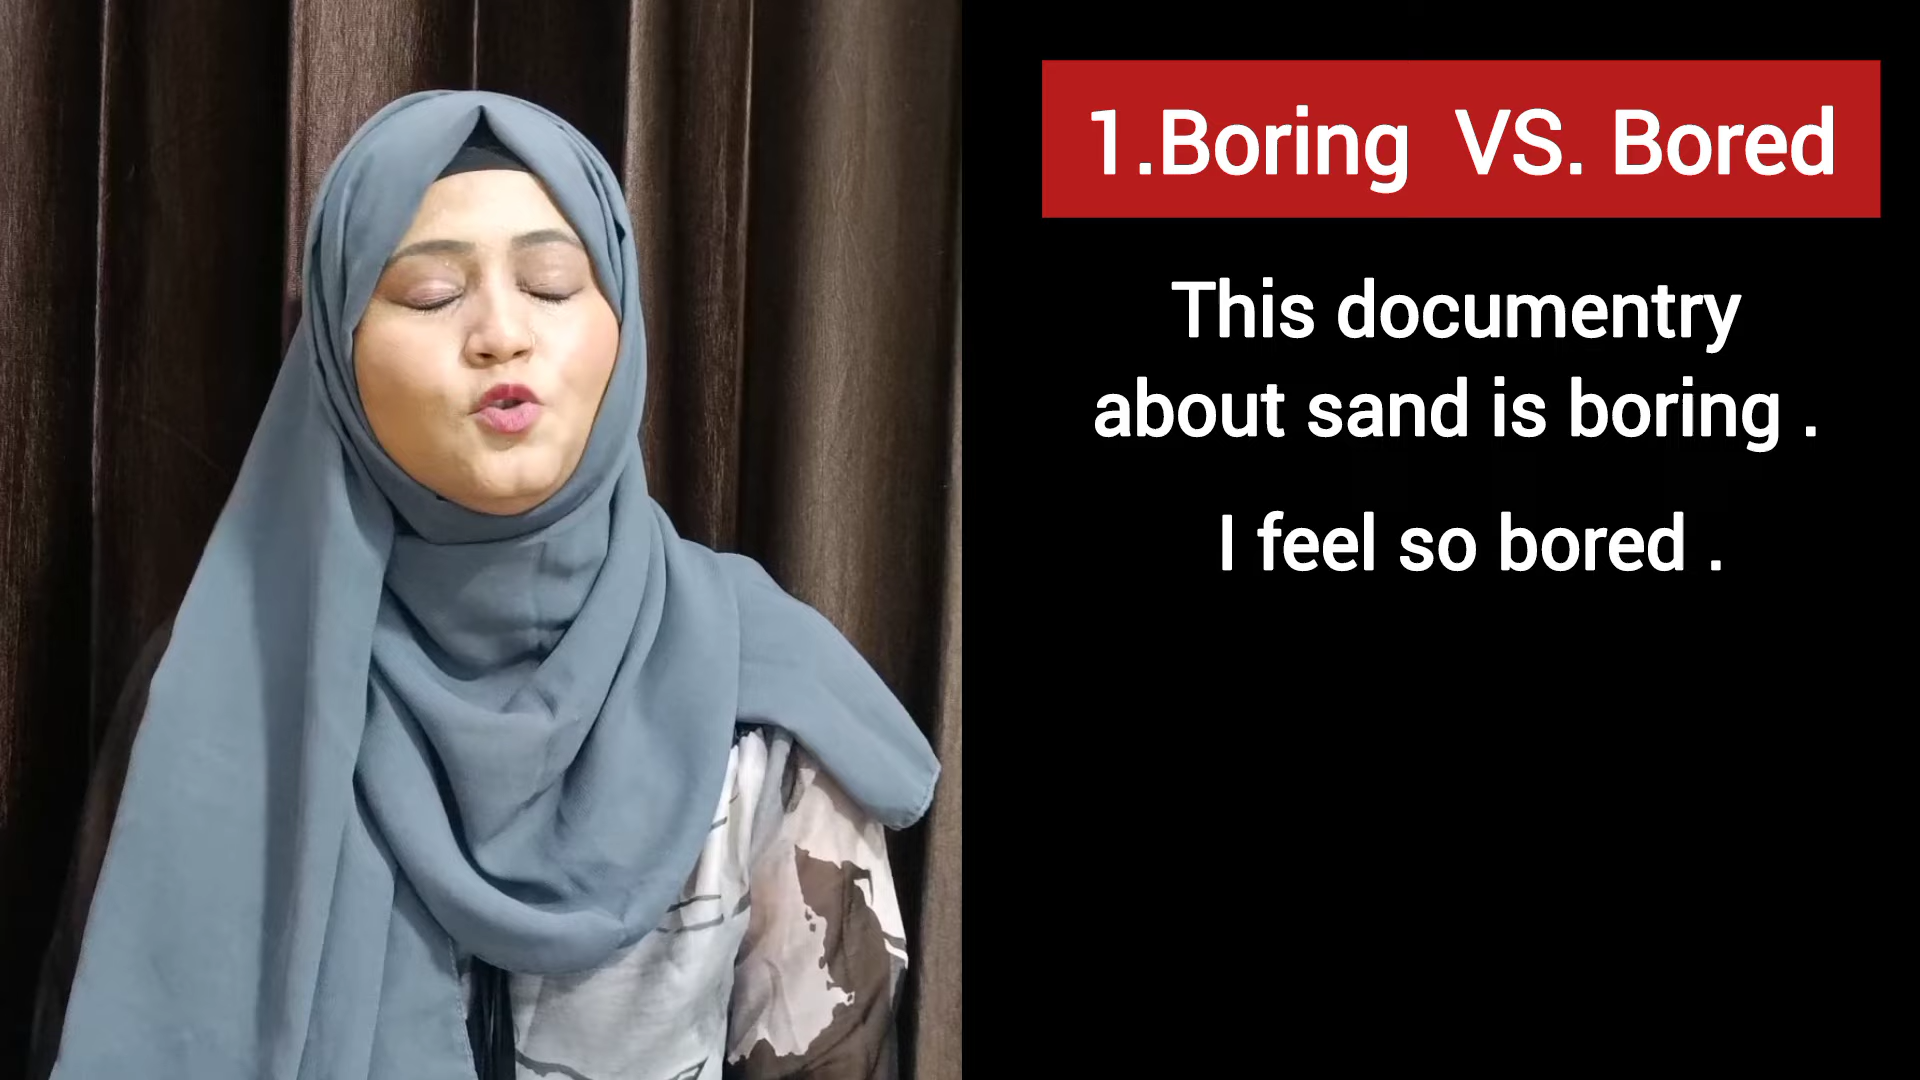 1.Boring VS. Bored
This documentry
about sand is boring .
I feel so bored .